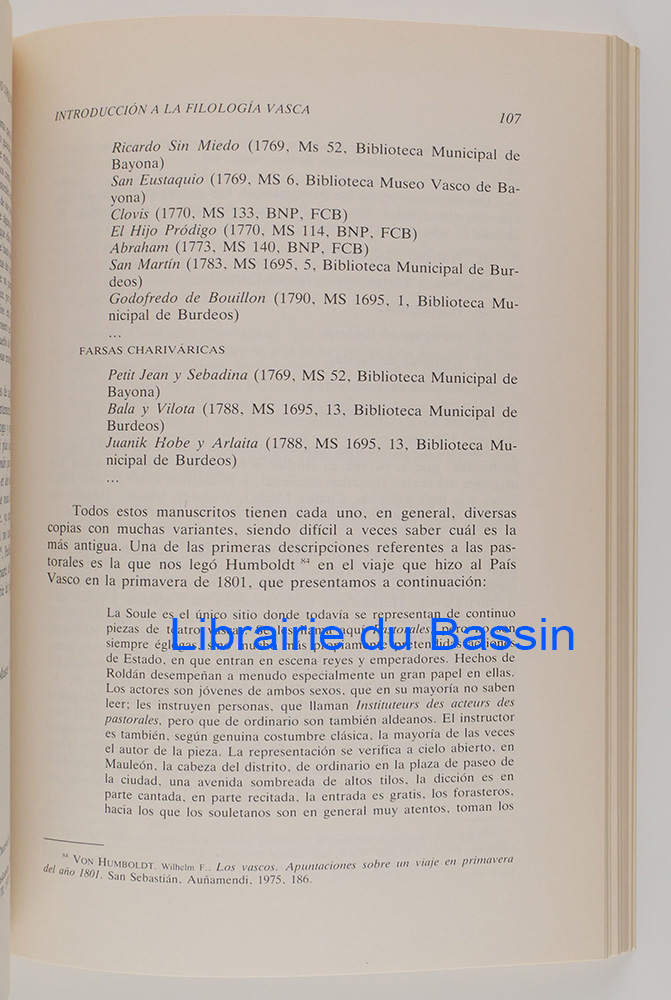 INTRODUCCIÓN A LA FILOLOGÍA VASCA
107
Ricardo Sin Miedo (1769, Ms 52, Biblioteca Municipal de
Bayona)
San Eustaquio (1769, MS 6, Biblioteca Museo Vasco de Ba-
yona)
Clovis (1770, MS 133, BNP, FCB)
El Hijo Pródigo (1770, MS 114, BNP, FCB)
Abraham (1773, MS 140, BNP, FCB)
San Martín (1783, MS 1695, 5, Biblioteca Municipal de Bur-
deos)
Godofredo de Bouillon (1790, MS 1695, 1, Biblioteca Mu-
nicipal de Burdeos)
...
FARSAS CHARIVÁRICAS
Petit Jean y Sebadina (1769, MS 52, Biblioteca Municipal de
Bayona)
Bala y Vilota (1788, MS 1695, 13, Biblioteca Municipal de
Burdeos)
Juanik Hobe y Arlaita (1788, MS 1695, 13, Biblioteca Mu-
nicipal de Burdeos)
...
Todos estos manuscritos tienen cada uno, en general, diversas
copias con muchas variantes, siendo difícil a veces saber cuál es la
más antigua. Una de las primeras descripciones referentes a las pas-
torales es la que nos legó Humboldt 84 en el viaje que hizo al País
Vasco en la primavera de 1801, que presentamos a continuación:
La Soule es el único sitio donde todavía se representan de continuo
piezas de teatro
Librairie du Bassin
siempre
de Estado, en que entran en escena reyes y emperadores. Hechos de
Roldán desempeñan a menudo especialmente un gran papel en ellas.
Los actores son jóvenes de ambos sexos, que en su mayoría no saben
leer; les instruyen personas, que llaman Instituteurs des acteurs des
pastorales, pero que de ordinario son también aldeanos. El instructor
es también, según genuina costumbre clásica, la mayoría de las veces
el autor de la pieza. La representación se verifica a cielo abierto, en
Mauleón, la cabeza del distrito, de ordinario en la plaza de paseo de
la ciudad, una avenida sombreada de altos tilos, la dicción es en
parte cantada, en parte recitada, la entrada es gratis, los forasteros,
hacia los que los souletanos son en general muy atentos, toman los
84 VON HUMBOLDT, Wilhelm F., Los vascos. Apuntaciones sobre un viaje en primavera
del año 1801. San Sebastián, Auñamendi, 1975, 186.